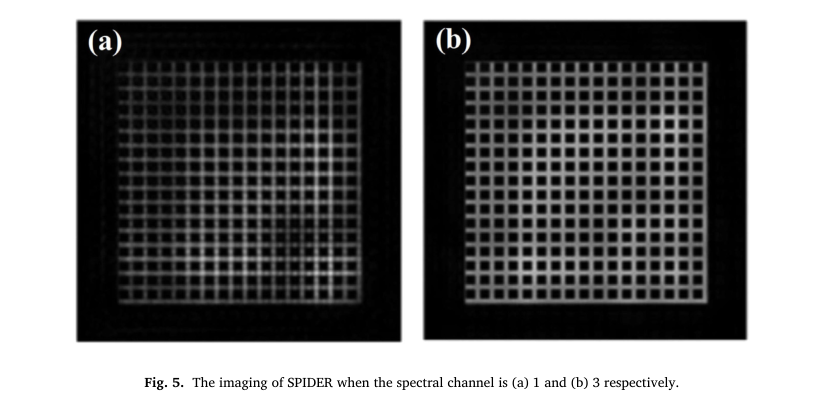 (a)
(b)
Fig. 5. The imaging of SPIDER when the spectral channel is (a) 1 and (b) 3 respectively.